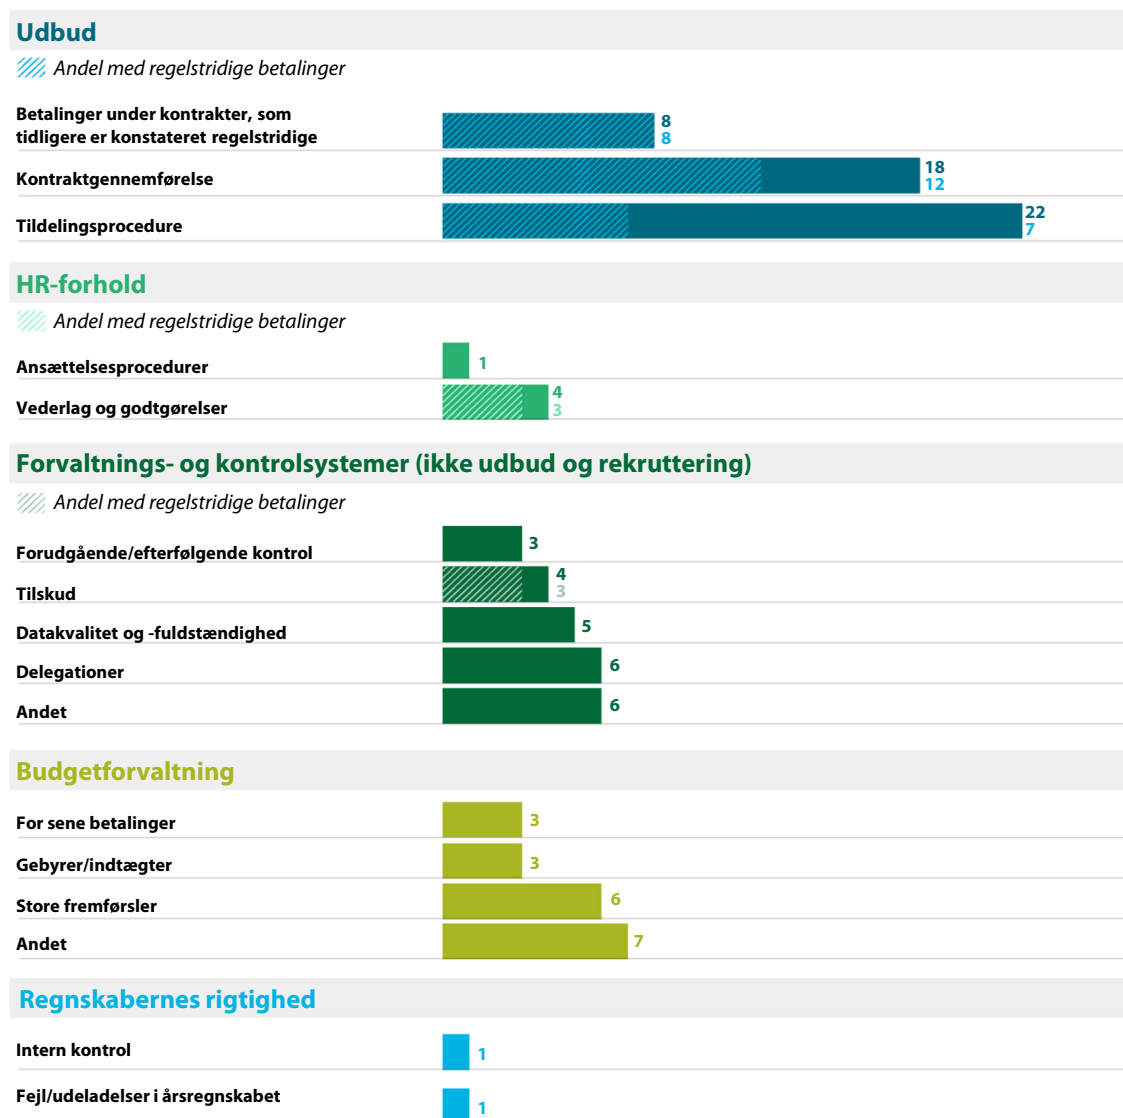 Udbud
Andel med regelstridige betalinger
Betalinger under kontrakter, som
tidligere er konstateret regelstridige
8
8
Kontraktgennemførelse
18
12
Tildelingsprocedure
22
7
HR-forhold
Andel med regelstridige betalinger
Ansættelsesprocedurer
1
Vederlag og godtgørelser
4
3
Forvaltnings- og kontrolsystemer (ikke udbud og rekruttering)
Andel med regelstridige betalinger
Forudgående/efterfølgende kontrol
3
Tilskud
4
3
Datakvalitet og -fuldstændighed
5
Delegationer
6
Andet
6
Budgetforvaltning
For sene betalinger
3
Gebyrer/indtægter
3
Store fremførsler
6
Andet
7
Regnskabernes rigtighed
Intern kontrol
1
Fejl/udeladelser i årsregnskabet
1